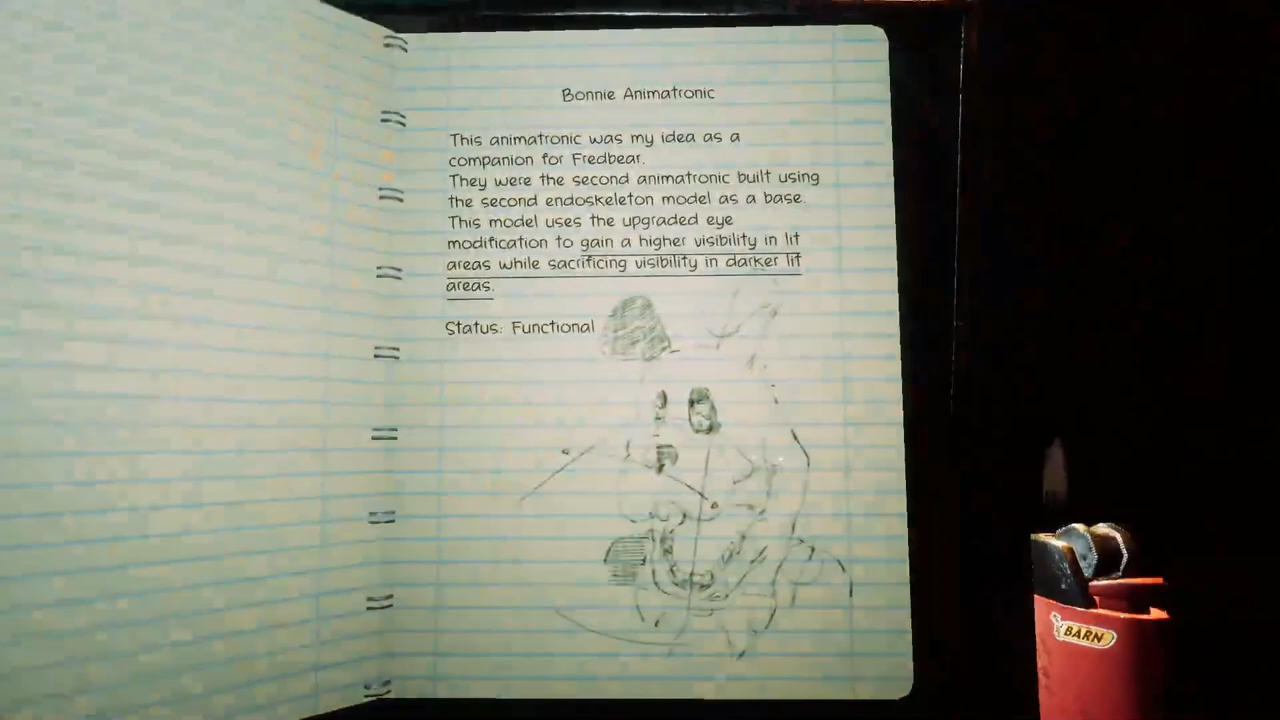 Bonnie Animatronic
This animatronic was my idea as a
companion for Fredbear.
They were the second animatronic built using
the second endoskeleton model as a base.
This model uses the upgraded eye
modification to gain a higher visibility in lit
areas while sacrificing visibility in darker lit
areas.
Status: Functional
BARN